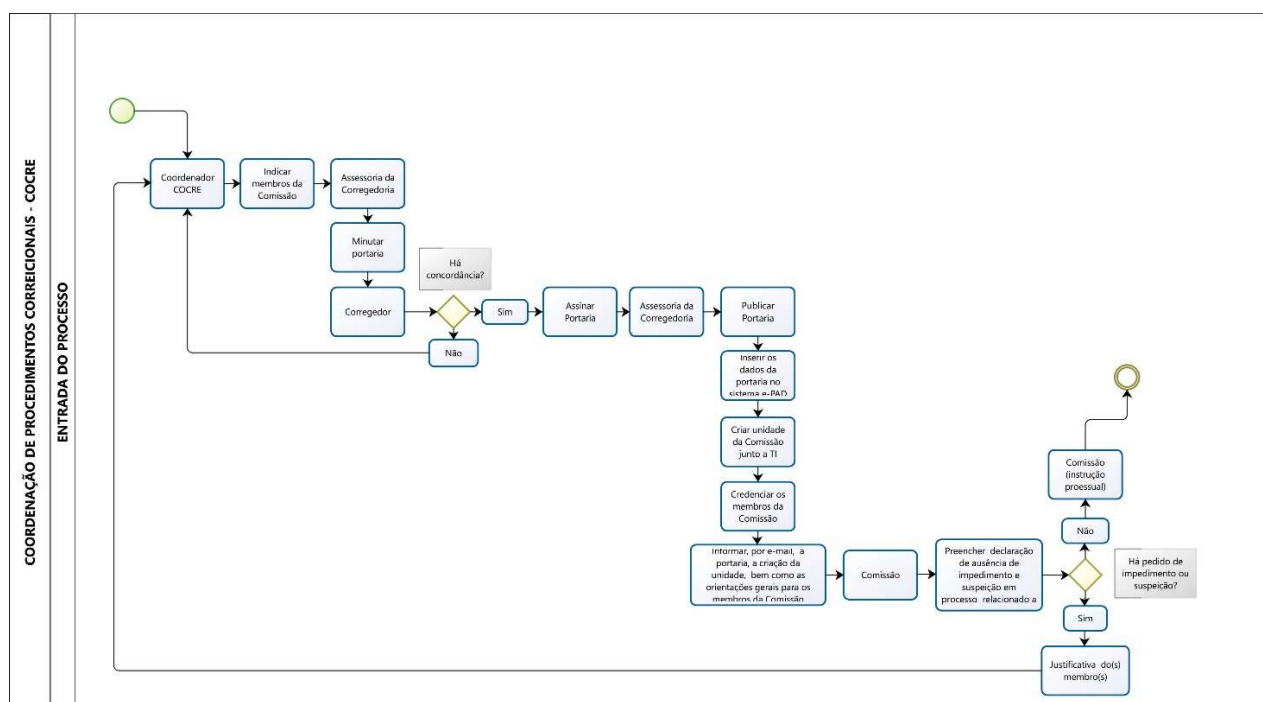 COORDENAÇÃO DE PROCEDIMENTOS CORREICIONAIS - COCRE
ENTRADA DO PROCESSO
Coordenador
COCRE
Indicar
membros da
Comissão
Assessoria da
Corregedoria
Minutar
portaria
Corregedor
Há
concordância?
Sim
Não
Assinar
Portaria
Assessoria da
Corregedoria
Publicar
Portaria
Inserir os
dados da
portaria no
sistema e-PAD
Criar unidade
da Comissão
junto a TI
Credenciar os
membros da
Comissão
Informar, por e-mail, a
portaria, a criação da
unidade, bem como as
orientações gerais para os
membros da Comissão
Comissão
Preencher declaração
de ausência de
impedimento e
suspeição em
processo relacionado a
Há pedido de
impedimento ou
suspeição?
Não
Comissão
(instrução
proessual)
Sim
Justificativa do(s)
membro(s)